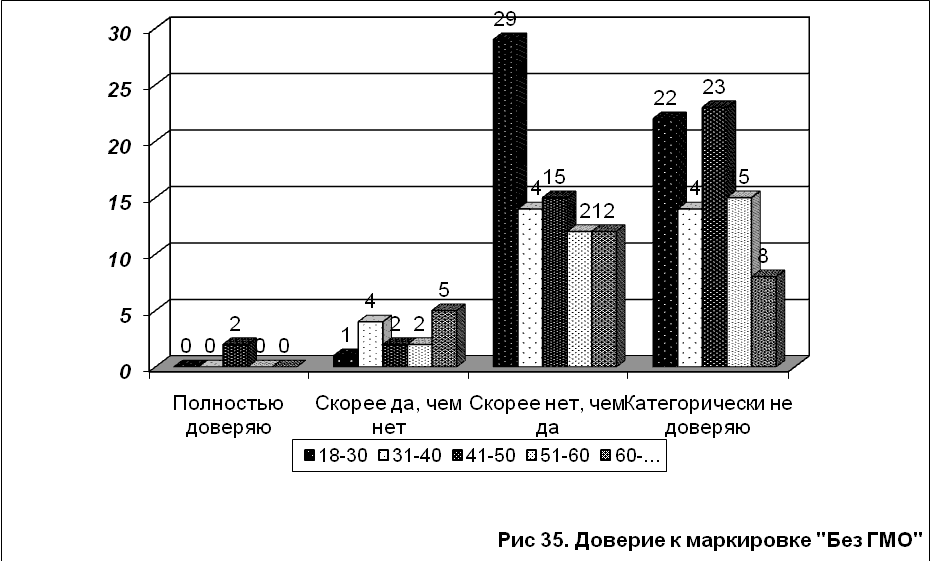 30
25
20
15
10
5
0
0 0 2 0 0
1 4 2 2 5
29 4 15 212
22 4 23 5 8
Полностью доверяю
Скорее да, чем нет
Скорее нет, чем да
Категорически не доверяю
18-30 31-40 41-50 51-60 60-...
Рис 35. Доверие к маркировке "Без ГМО"